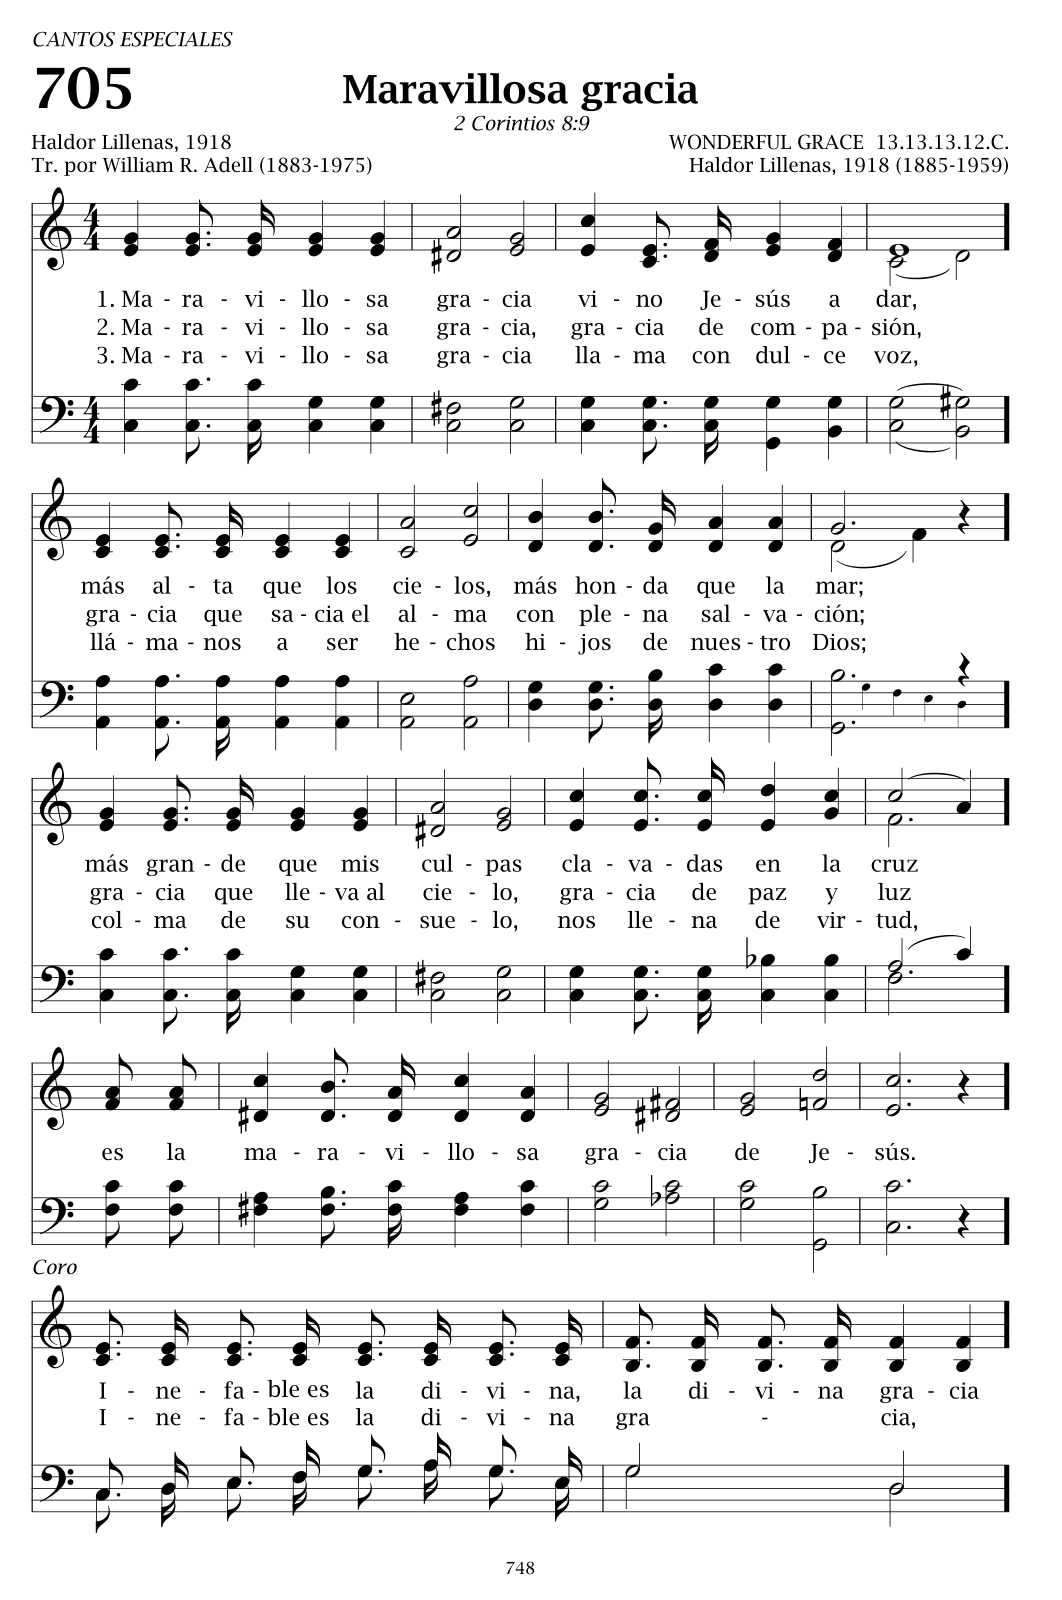 CANTOS ESPECIALES
705
Maravillosa gracia
2 Corintios 8:9
Haldor Lillenas, 1918
WONDERFUL GRACE 13.13.13.12.C.
Tr. por William R. Adell (1883-1975)
Haldor Lillenas, 1918 (1885-1959)
1. Ma - ra - vi - llo - sa gra - cia vi - no Je - sús a dar,
2. Ma - ra - vi - llo - sa gra - cia, gra - cia de com - pa - sión,
3. Ma - ra - vi - llo - sa gra - cia lla - ma con dul - ce voz,
más al - ta que los cie - los, más hon - da que la mar;
gra - cia que sa - cia el al - ma con ple - na sal - va - ción;
llá - ma - nos a ser he - chos hi - jos de nues - tro Dios;
más gran - de que mis cul - pas cla - va - das en la cruz
gra - cia que lle - va al cie - lo, gra - cia de paz y luz
col - ma de su con - sue - lo, nos lle - na de vir - tud,
es la ma - ra - vi - llo - sa gra - cia de Je - sús.
Coro
I - ne - fa - ble es la di - vi - na, la di - vi - na gra - cia
I - ne - fa - ble es la di - vi - na gra - cia,
748